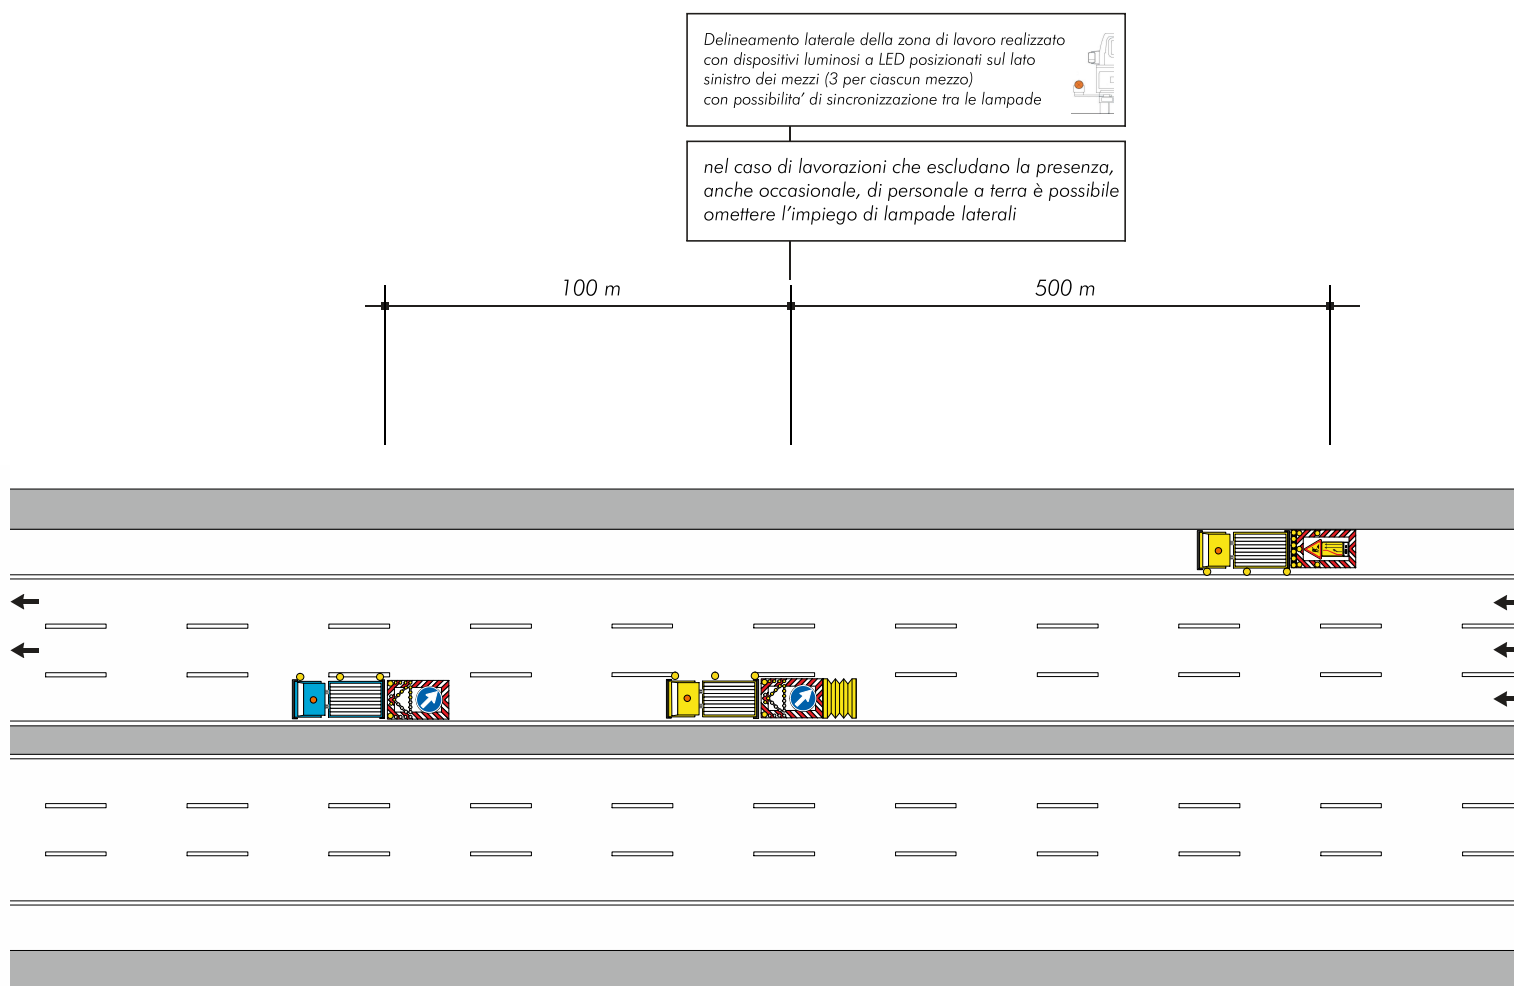 Delineamento laterale della zona di lavoro realizzato
con dispositivi luminosi a LED posizionati sul lato
sinistro dei mezzi (3 per ciascun mezzo)
con possibilita’ di sincronizzazione tra le lampade
nel caso di lavorazioni che escludano la presenza,
anche occasionale, di personale a terra è possibile
omettere l’impiego di lampade laterali
100 m
500 m